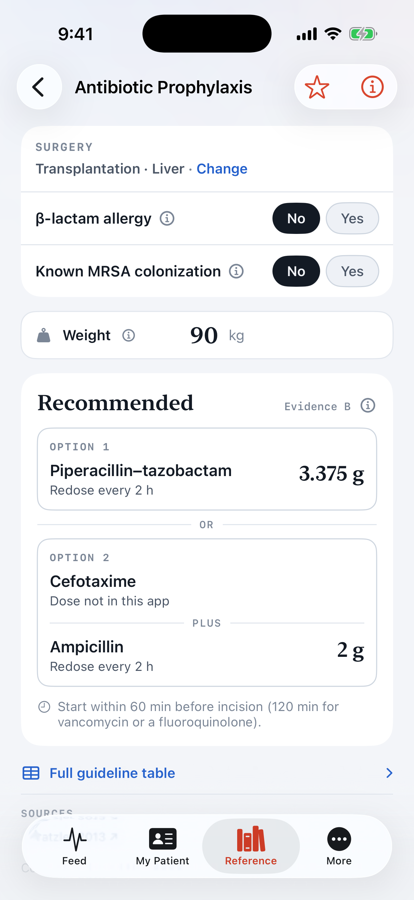 9:41
Antibiotic Prophylaxis
SURGERY
Transplantation · Liver · Change
β-lactam allergy
No
Yes
Known MRSA colonization
No
Yes
Weight
90 kg
Recommended
Evidence B
OPTION 1
Piperacillin–tazobactam
3.375 g
Redose every 2 h
OR
OPTION 2
Cefotaxime
Dose not in this app
PLUS
Ampicillin
2 g
Redose every 2 h
Start within 60 min before incision (120 min for
vancomycin or a fluoroquinolone).
Full guideline table
SOURCES
Feed
My Patient
Reference
More